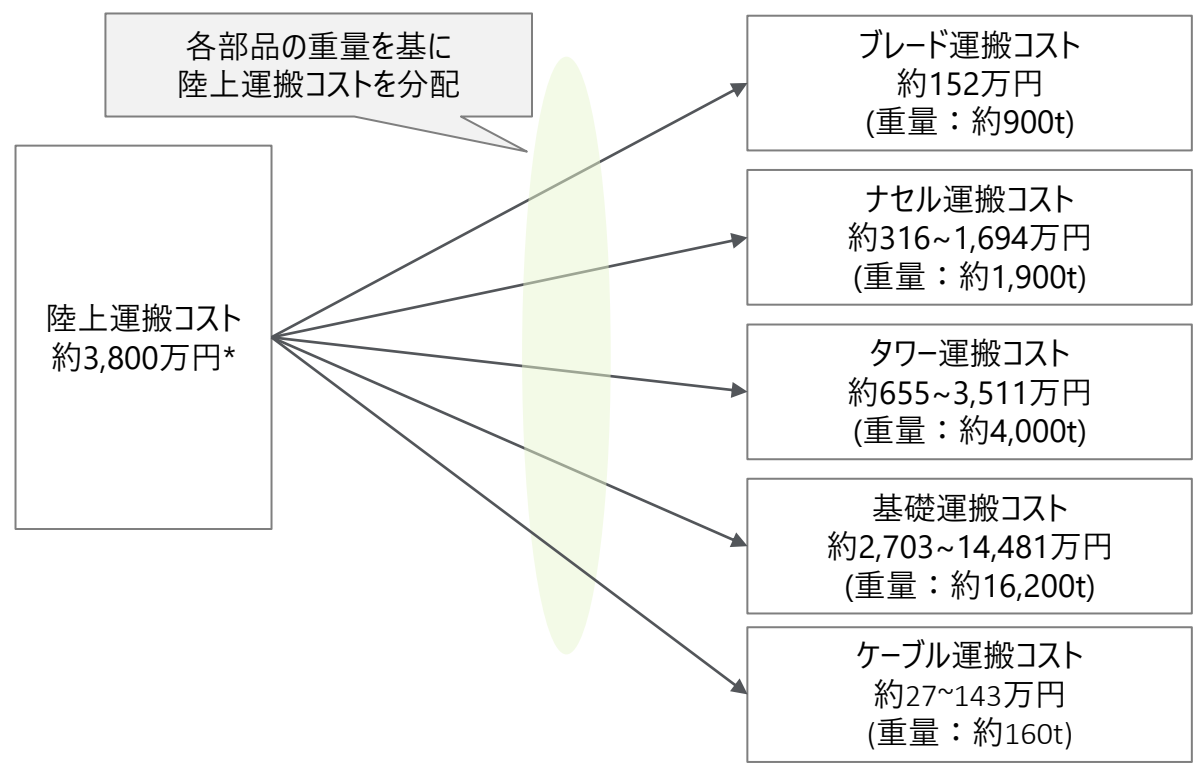 各部品の重量を基に
陸上運搬コストを分配
陸上運搬コスト
約3,800万円*
ブレード運搬コスト
約152万円
(重量：約900t)
ナセル運搬コスト
約316~1,694万円
(重量：約1,900t)
タワー運搬コスト
約655~3,511万円
(重量：約4,000t)
基礎運搬コスト
約2,703~14,481万円
(重量：約16,200t)
ケーブル運搬コスト
約27~143万円
(重量：約160t)